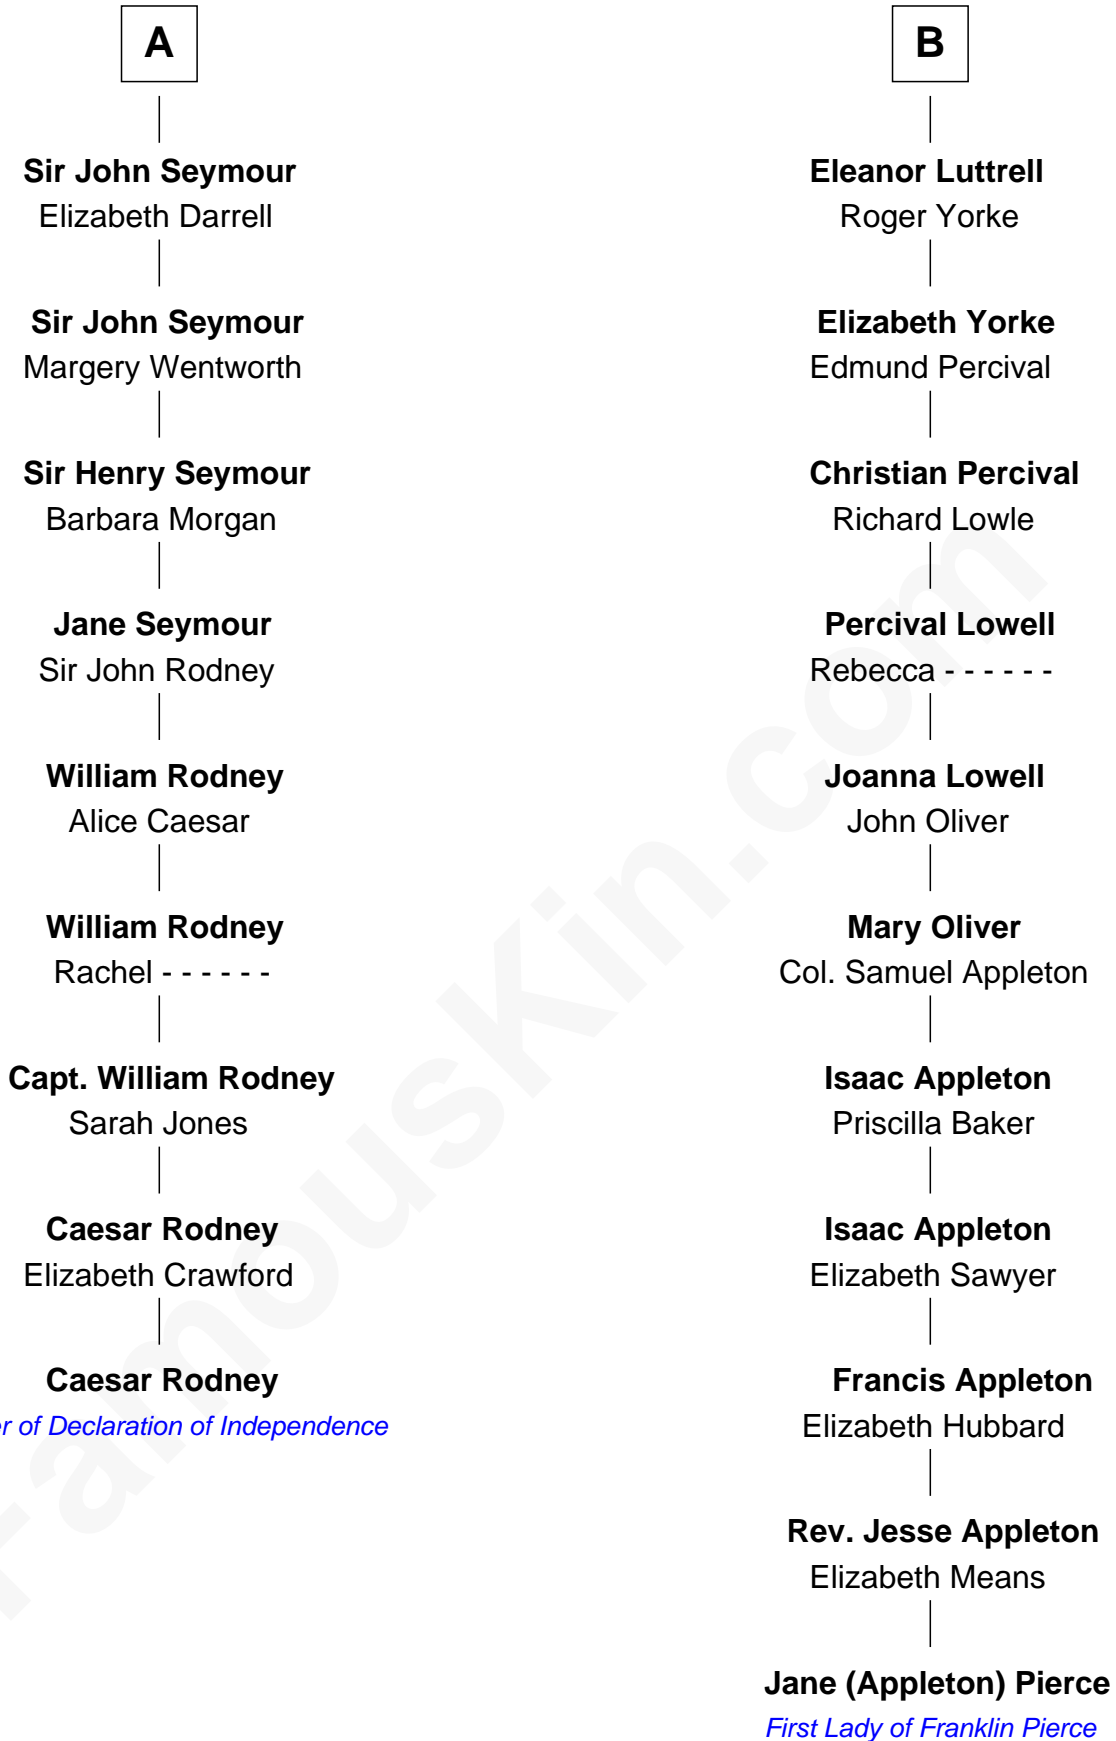 A
Sir John Seymour
Elizabeth Darrell
Sir John Seymour
Margery Wentworth
Sir Henry Seymour
Barbara Morgan
Jane Seymour
Sir John Rodney
William Rodney
Alice Caesar
William Rodney
Rachel - - - - - -
Capt. William Rodney
Sarah Jones
Caesar Rodney
Elizabeth Crawford
Caesar Rodney
of Declaration of Independence
B
Eleanor Luttrell
Roger Yorke
Elizabeth Yorke
Edmund Percival
Christian Percival
Richard Lowle
Percival Lowell
Rebecca - - - - - -
Joanna Lowell
John Oliver
Mary Oliver
Col. Samuel Appleton
Isaac Appleton
Priscilla Baker
Isaac Appleton
Elizabeth Sawyer
Francis Appleton
Elizabeth Hubbard
Rev. Jesse Appleton
Elizabeth Means
Jane (Appleton) Pierce
First Lady of Franklin Pierce
FamousKin.com